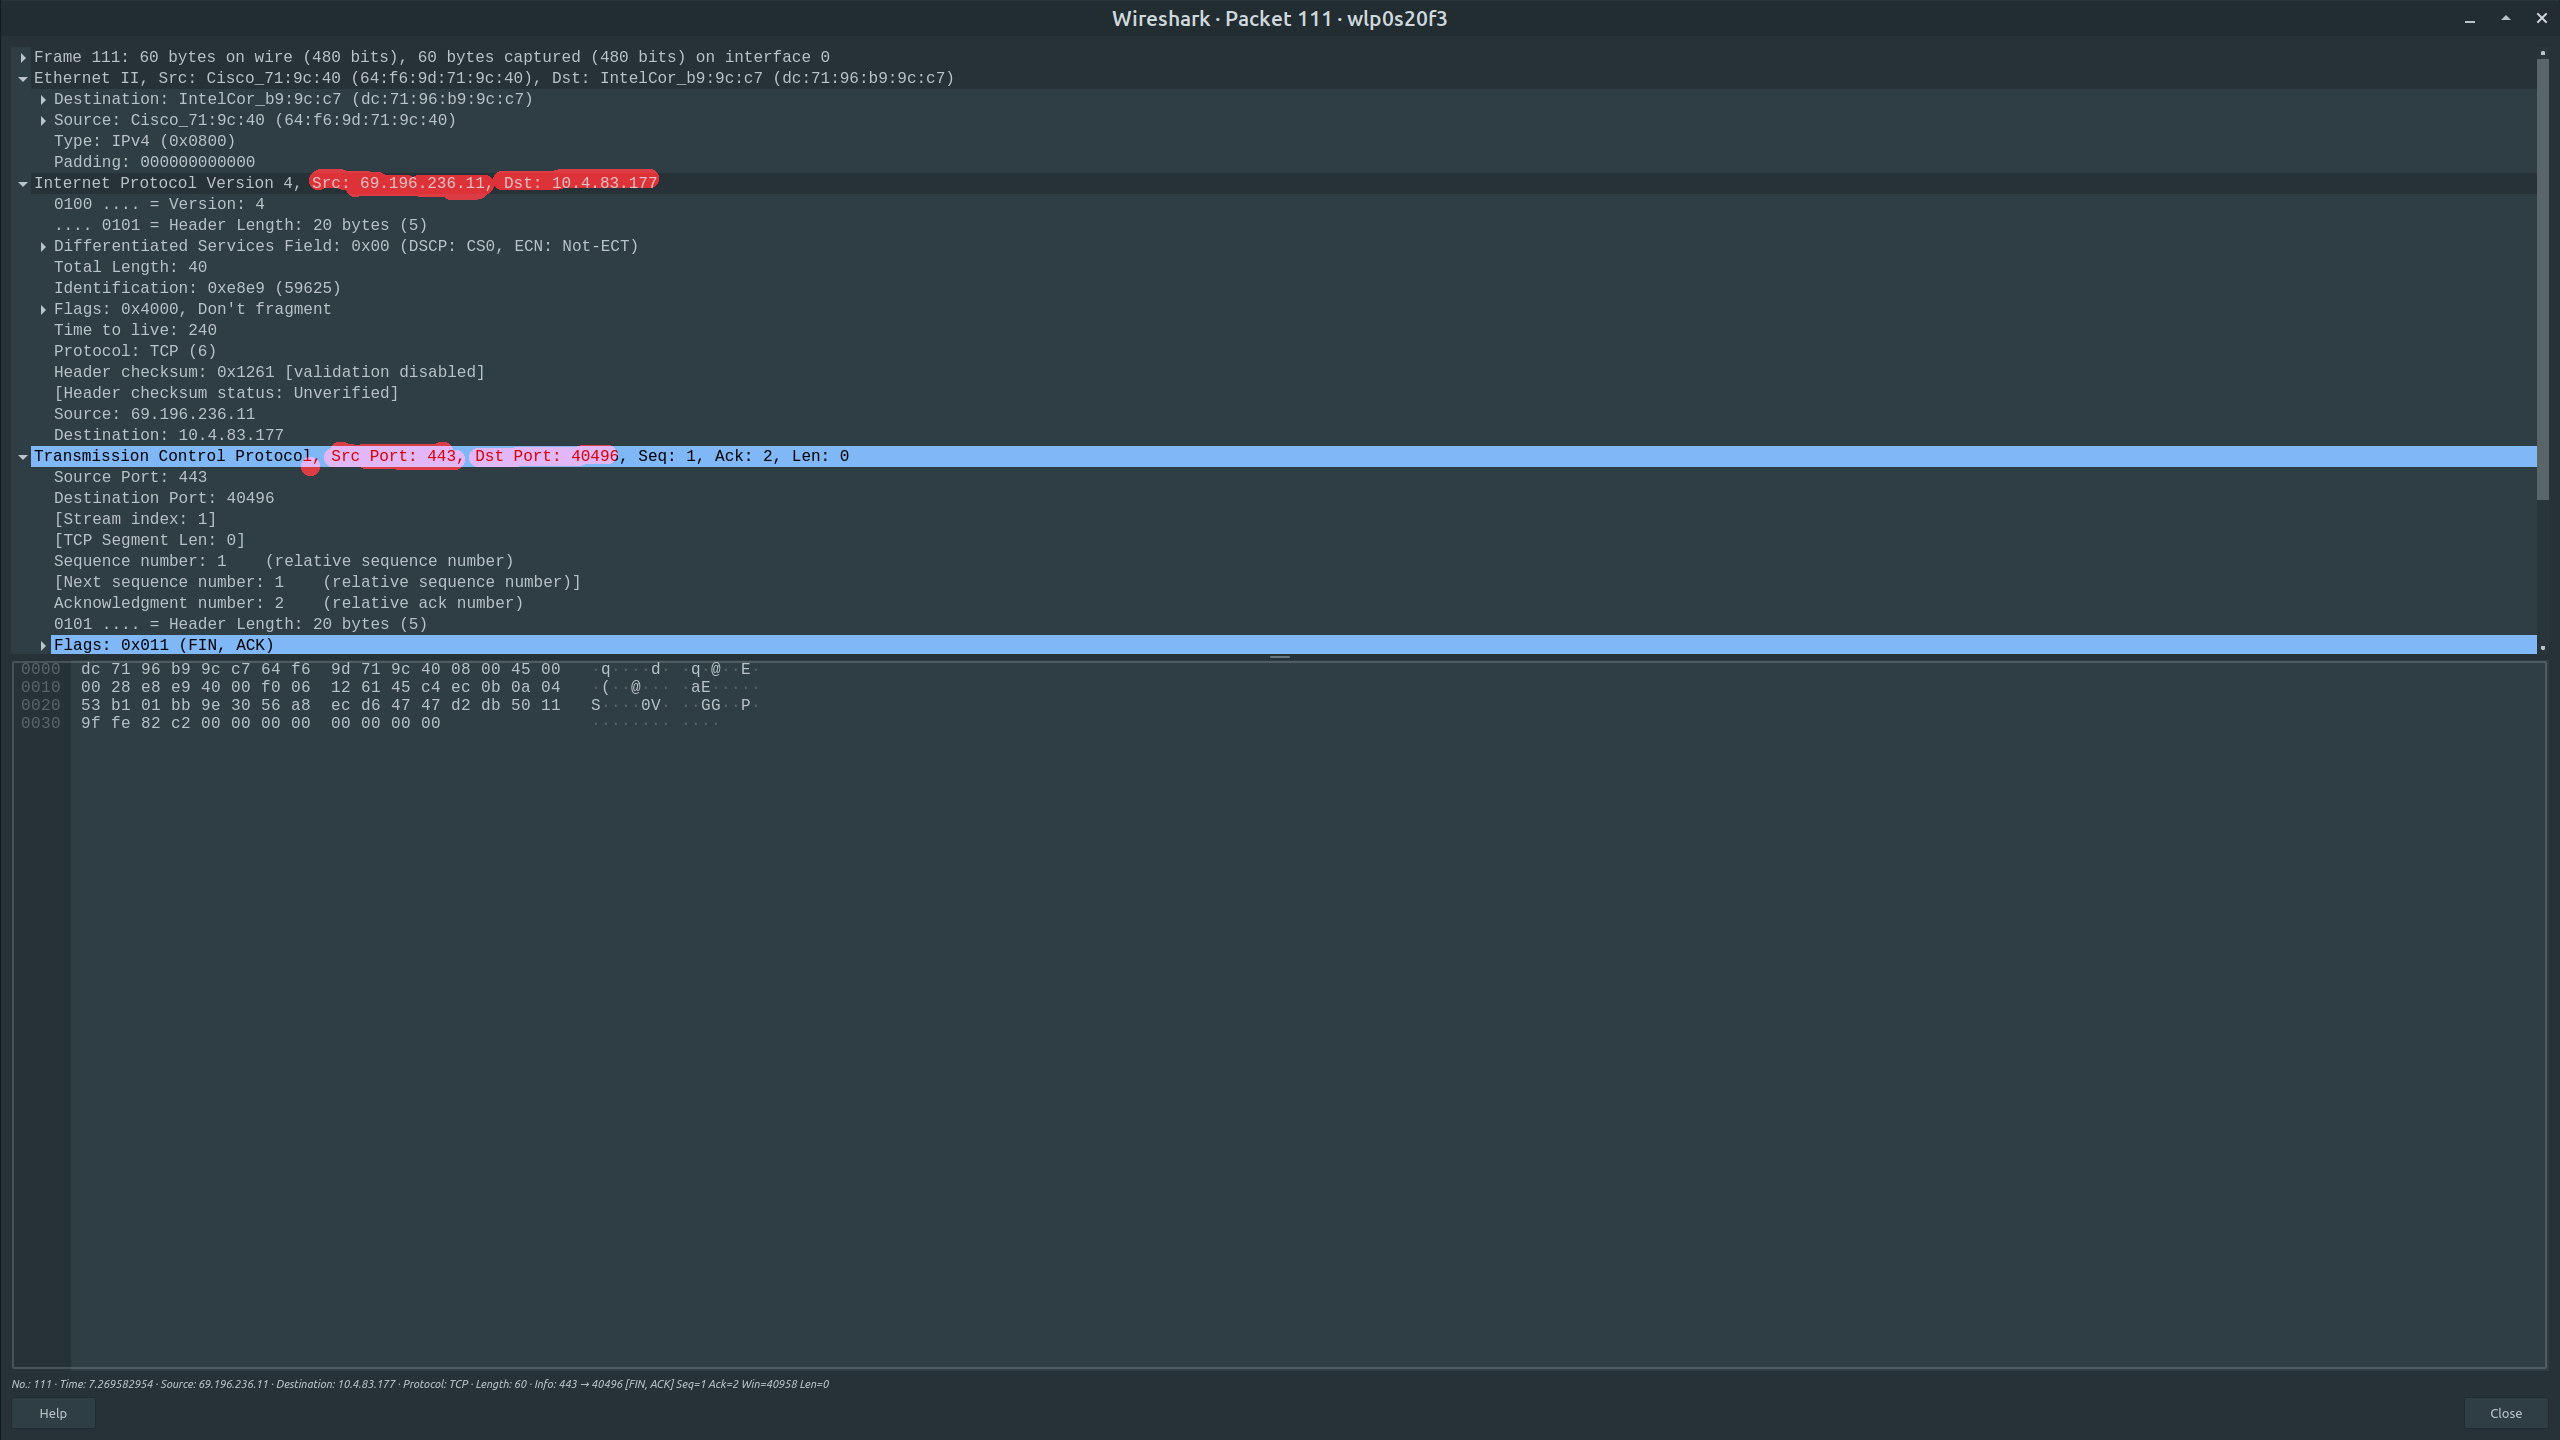 Wireshark · Packet 111 · wlp0s20f3
Frame 111: 60 bytes on wire (480 bits), 60 bytes captured (480 bits) on interface 0
Ethernet II, Src: Cisco_71:9c:40 (64:f6:9d:71:9c:40), Dst: IntelCor_b9:9c:c7 (dc:71:96:b9:9c:c7)
Destination: IntelCor_b9:9c:c7 (dc:71:96:b9:9c:c7)
Source: Cisco_71:9c:40 (64:f6:9d:71:9c:40)
Type: IPv4 (0x0800)
Padding: 000000000000
Internet Protocol Version 4, Src: 69.196.236.11, Dst: 10.4.83.177
0100 .... = Version: 4
.... 0101 = Header Length: 20 bytes (5)
Differentiated Services Field: 0x00 (DSCP: CS0, ECN: Not-ECT)
Total Length: 40
Identification: 0xe8e9 (59625)
Flags: 0x4000, Don't fragment
Time to live: 240
Protocol: TCP (6)
Header checksum: 0x1261 [validation disabled]
[Header checksum status: Unverified]
Source: 69.196.236.11
Destination: 10.4.83.177
Transmission Control Protocol, Src Port: 443, Dst Port: 40496, Seq: 1, Ack: 2, Len: 0
Source Port: 443
Destination Port: 40496
[Stream index: 1]
[TCP Segment Len: 0]
Sequence number: 1    (relative sequence number)
[Next sequence number: 1    (relative sequence number)]
Acknowledgment number: 2    (relative ack number)
0101 .... = Header Length: 20 bytes (5)
Flags: 0x011 (FIN, ACK)
0000 dc 71 96 b9 9c c7 64 f6 9d 71 9c 40 08 00 45 00 ·q····d· ·q·@··E·
0010 00 28 e8 e9 40 00 f0 06 12 61 45 c4 ec 0b 0a 04 ·(··@··· ·aE·····
0020 53 b1 01 bb 9e 30 56 a8 ec d6 47 47 d2 db 50 11 S····0V· ··GG··P·
0030 9f fe 82 c2 00 00 00 00 00 00 00 00 ········ ····
No.: 111 · Time: 7.269582954 · Source: 69.196.236.11 · Destination: 10.4.83.177 · Protocol: TCP · Length: 60 · Info: 443 → 40496 [FIN, ACK] Seq=1 Ack=2 Win=40958 Len=0
Help
Close